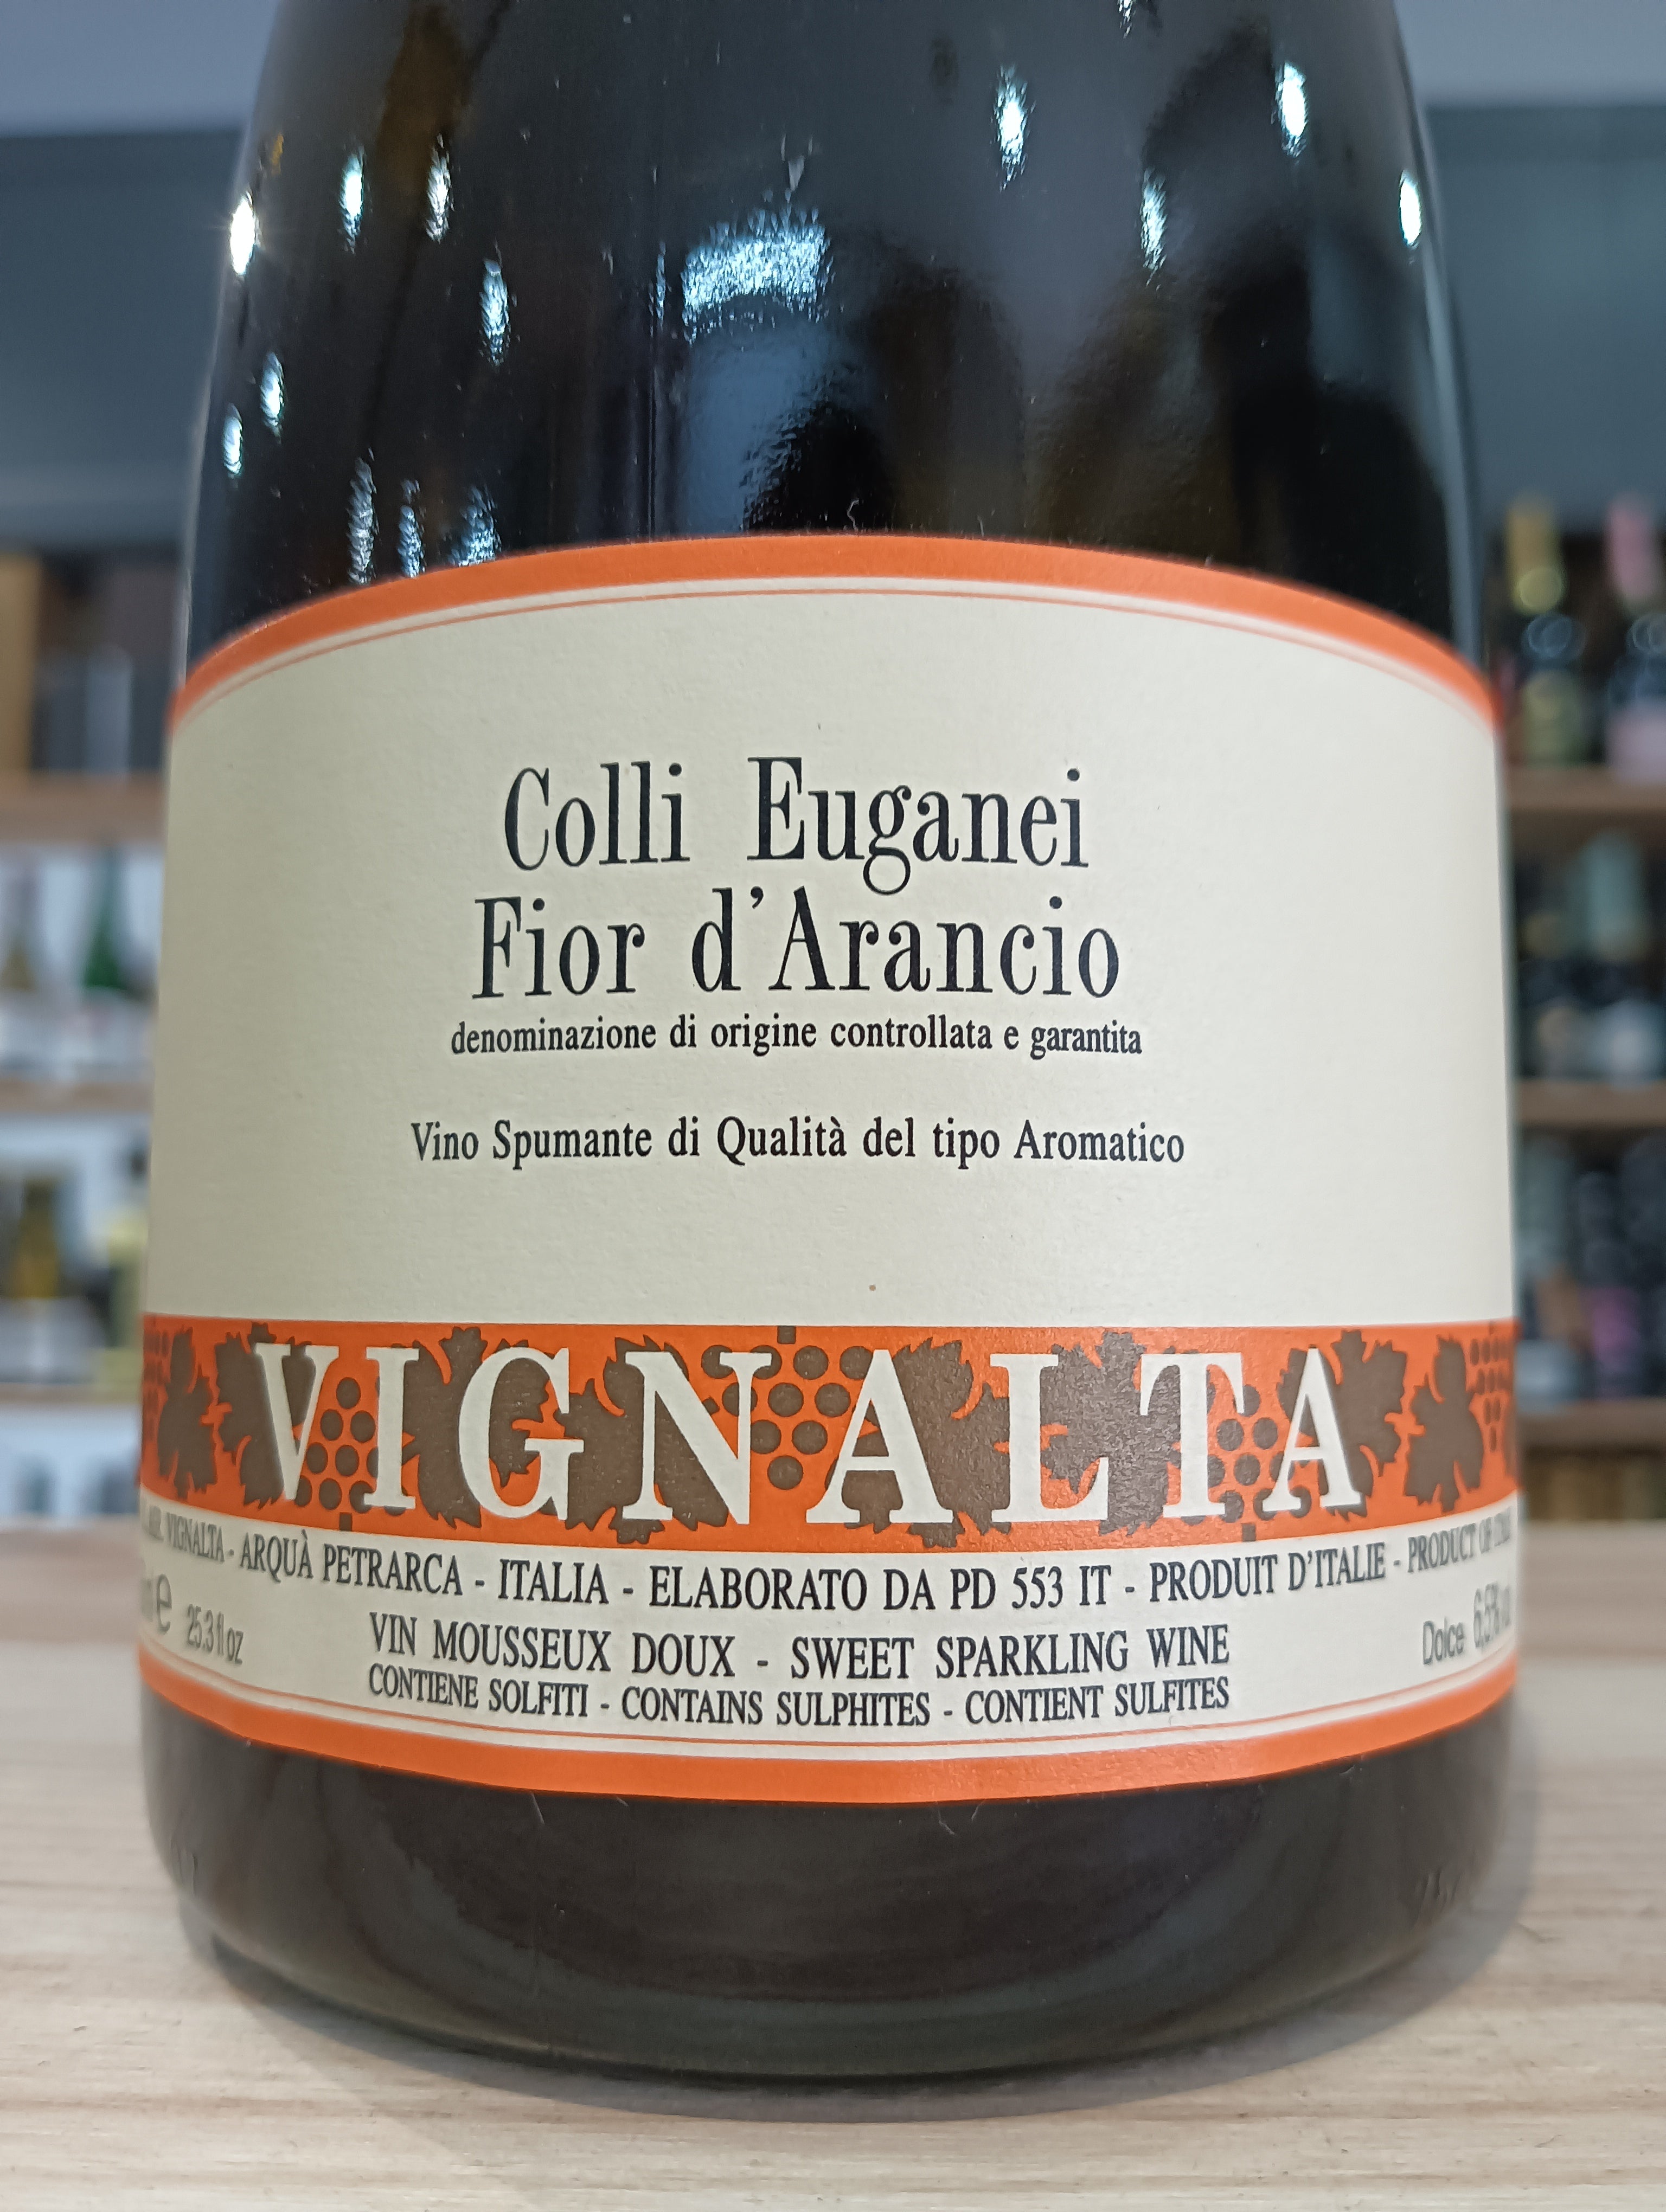 Colli Euganei
Fior d'Arancio
denominazione di origine controllata e garantita
Vino Spumante di Qualità del tipo Aromatico
VIGNALTA
VIGNALTA - ARQUÀ PETRARCA - ITALIA - ELABORATO DA PD 553 IT - PRODUIT D'ITALIE - PRODUCT OF
e 25.3 fl oz
VIN MOUSSEUX DOUX - SWEET SPARKLING WINE
Dolce 6.5%
CONTIENE SOLFITI - CONTAINS SULPHITES - CONTIENT SULFITES